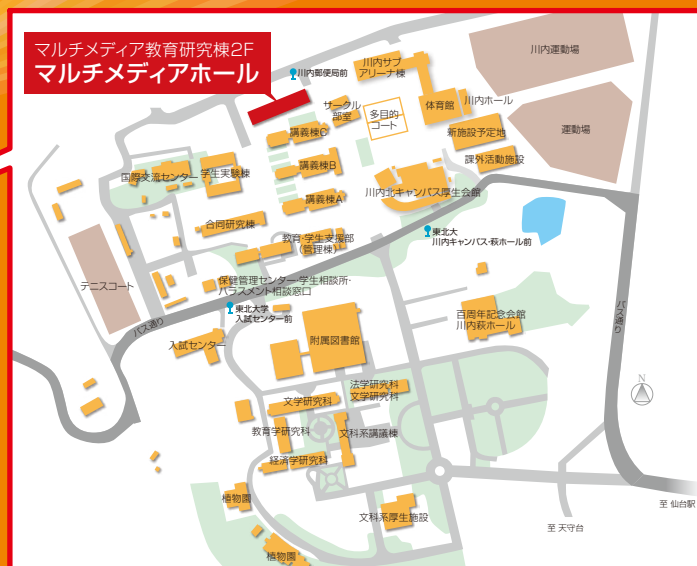 マルチメディア教育研究棟2F
マルチメディアホール
川内郵便局前
川内サブ
アリーナ棟
川内運動場
サークル
部室
多目的
コート
体育館
川内ホール
運動場
講義棟C
新施設予定地
課外活動施設
国際交流センター
学生実験棟
講義棟B
川内北キャンパス厚生会館
講義棟A
合同研究棟
教育・学生支援部
(管理棟)
東北大
川内キャンパス・萩ホール前
テニスコート
保健管理センター・学生相談所・
ハラスメント相談窓口
東北大学
入試センター前
バス通り
バス通り
百周年記念会館
川内萩ホール
入試センター
附属図書館
法学研究科
文学研究科
文学研究科
教育学研究科
文科系講議棟
経済学研究科
N
植物園
文科系厚生施設
至 仙台駅
至 天守台
植物園